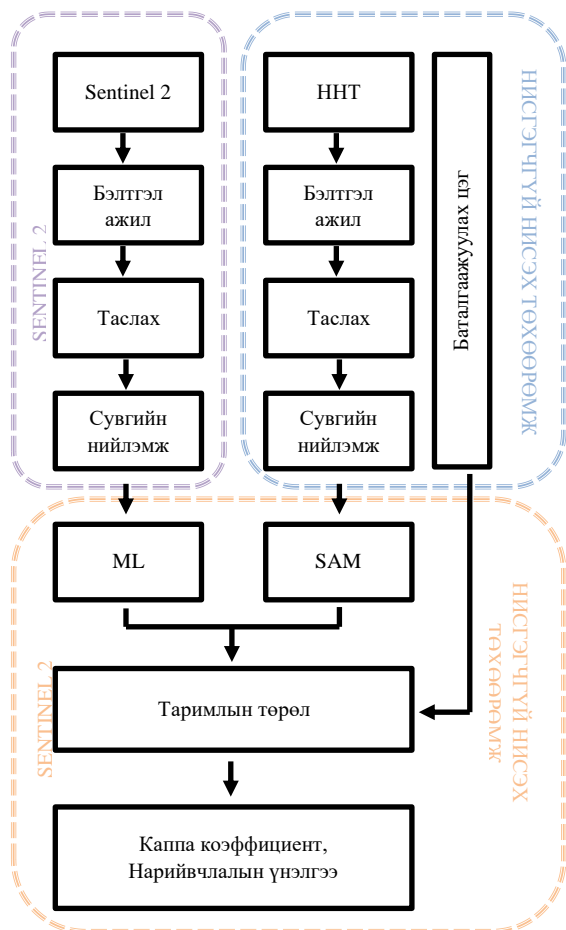 Sentinel 2
Бэлтгэл
ажил
Таслах
Сувгийн
нийлэмж
SENTINEL 2
ННТ
Бэлтгэл
ажил
Таслах
Сувгийн
нийлэмж
Баталгаажуулах цэг
НИСГЭГЧГҮЙ НИСЭХ ТӨХӨӨРӨМЖ
ML
SAM
Таримлын төрөл
Каппа коэффициент,
Нарийвчлалын үнэлгээ
SENTINEL 2
НИСГЭГЧГҮЙ НИСЭХ
ТӨХӨӨРӨМЖ